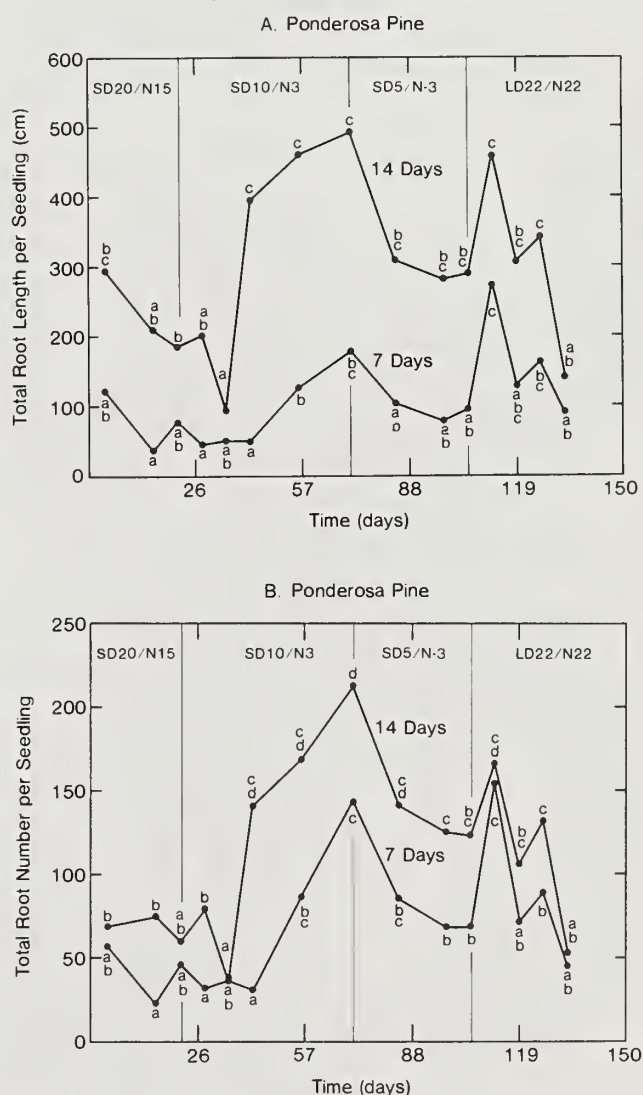 A. Ponderosa Pine
600
500
400
300
200
100
0
Total Root Length per Seedling (cm)
SD20/N15 SD10/N3 SD5/N-3 LD22/N22
14 Days
7 Days
b c
a b
b
a b
a
c
c
c
b c
b c
b c
c
b c
c
a b
a b
a
a b
a
a b
a
b
b c
a b
a b
a b
c
a b c
b c
a b
26 57 88 119 150
Time (days)
B. Ponderosa Pine
250
200
150
100
50
0
Total Root Number per Seedling
SD20/N15 SD10/N3 SD5/N-3 LD22/N22
14 Days
7 Days
b
b
a b
b
a
c d
c d
d
c d
c
b c
c d
b c
c
b
a b
a
a b
a
a b
a
b c
c
b c
b
b
c
a b
b
a b
26 57 88 119 150
Time (days)